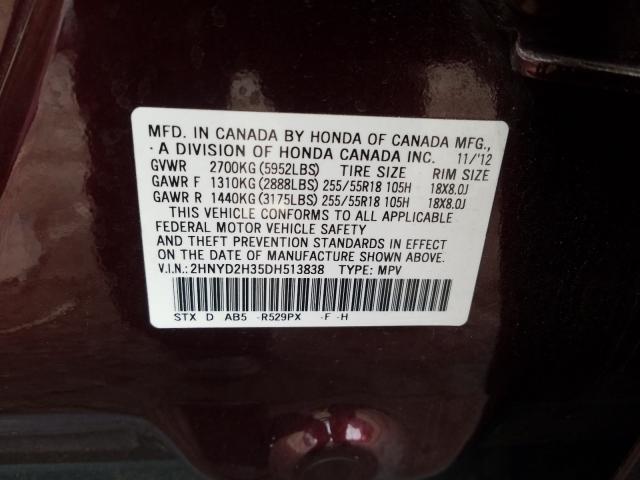 MFD. IN CANADA BY HONDA OF CANADA MFG.,
A DIVISION OF HONDA CANADA INC. 11/'12
GVWR 2700KG (5952LBS) TIRE SIZE RIM SIZE
GAWR F 1310KG (2888LBS) 255/55R18 105H 18X8.0J
GAWR R 1440KG (3175LBS) 255/55R18 105H 18X8.0J
THIS VEHICLE CONFORMS TO ALL APPLICABLE
FEDERAL MOTOR VEHICLE SAFETY
AND THEFT PREVENTION STANDARDS IN EFFECT
ON THE DATE OF MANUFACTURE SHOWN ABOVE.
V.I.N.: 2HNYD2H35DH513838 TYPE: MPV
STX D AB5 -R529PX -F -H